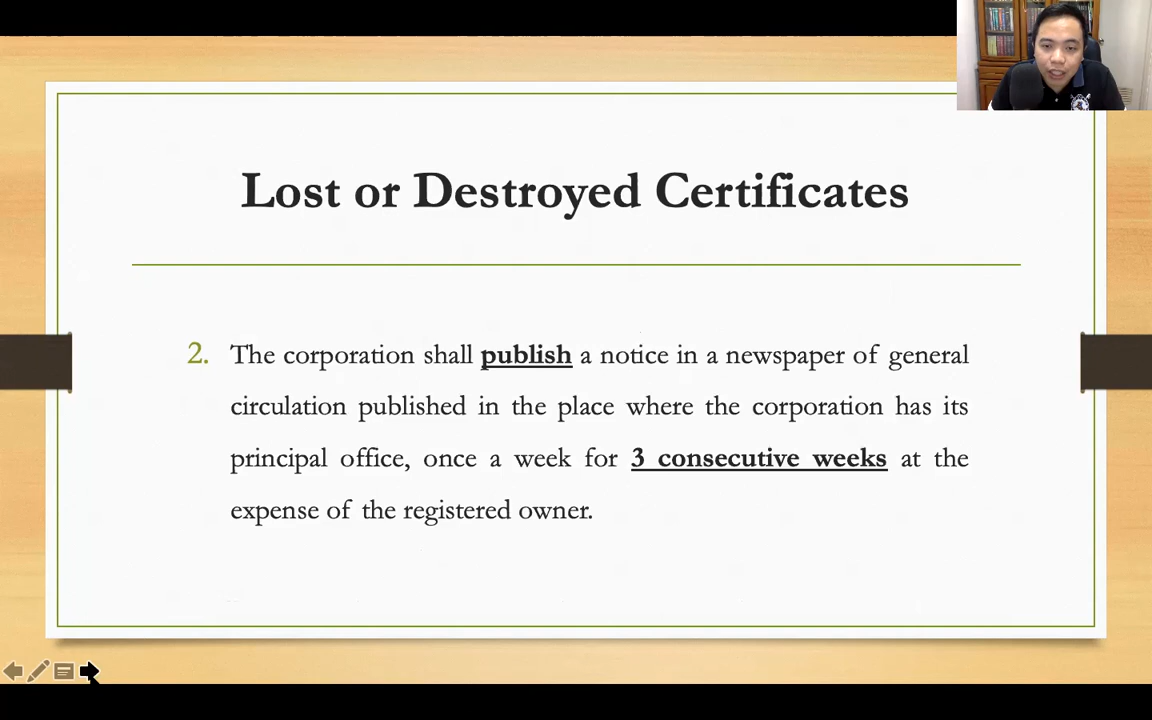 Lost or Destroyed Certificates
2. The corporation shall publish a notice in a newspaper of general
circulation published in the place where the corporation has its
principal office, once a week for 3 consecutive weeks at the
expense of the registered owner.